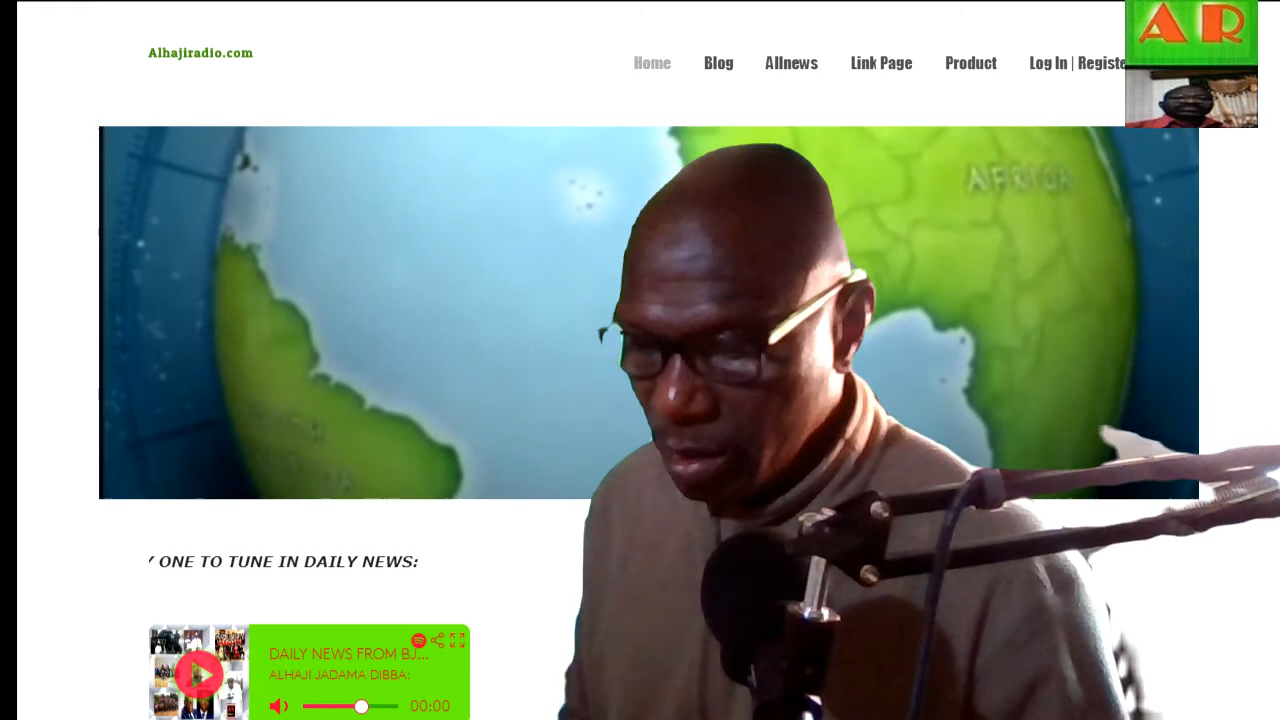 Alhajiradio.com
Home Blog Allnews Link Page Product Log In | Registe
AR
AFRICA
Y ONE TO TUNE IN DAILY NEWS:
DAILY NEWS FROM BJ...
ALHAJI JADAMA DIBBA:
00:00